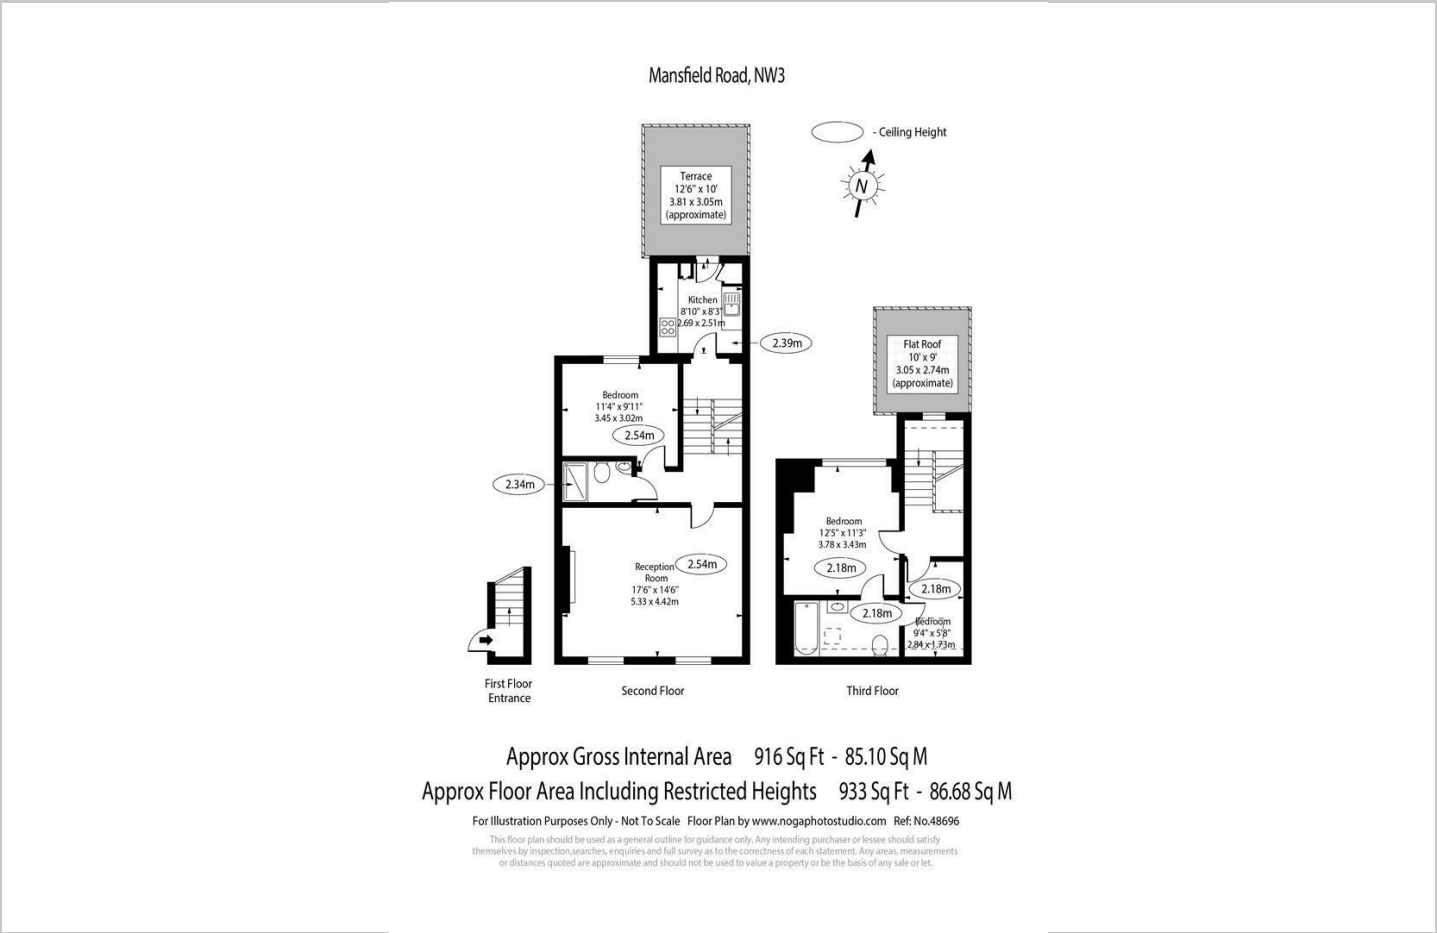 Mansfield Road, NW3
- Ceiling Height
N
Terrace
12'6" x 10'
3.81 x 3.05m
(approximate)
Kitchen
8'10" x 8'3"
2.69 x 2.51m
2.39m
Bedroom
11'4" x 9'11"
3.45 x 3.02m
2.54m
2.34m
Reception
Room
17'6" x 14'6"
5.33 x 4.42m
2.54m
First Floor
Entrance
Second Floor
Flat Roof
10' x 9'
3.05 x 2.74m
(approximate)
Bedroom
12'5" x 11'3"
3.78 x 3.43m
2.18m
2.18m
2.18m
Bedroom
9'4" x 5'8"
2.84 x 1.73m
Third Floor
Approx Gross Internal Area 916 Sq Ft - 85.10 Sq M
Approx Floor Area Including Restricted Heights 933 Sq Ft - 86.68 Sq M
For Illustration Purposes Only - Not To Scale Floor Plan by www.nogaphotostudio.com Ref: No.48696
This floor plan should be used as a general outline for guidance only. Any intending purchaser or lessee should satisfy
themselves by inspection,searches, enquiries and full survey as to the correctness of each statement. Any areas, measurements
or distances quoted are approximate and should not be used to value a property or be the basis of any sale or let.